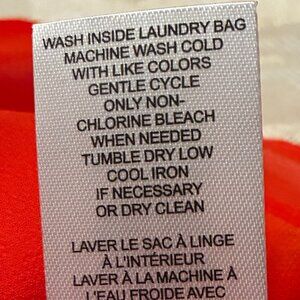 WASH INSIDE LAUNDRY BAG
MACHINE WASH COLD
WITH LIKE COLORS
GENTLE CYCLE
ONLY NON-
CHLORINE BLEACH
WHEN NEEDED
TUMBLE DRY LOW
COOL IRON
IF NECESSARY
OR DRY CLEAN
LAVER LE SAC À LINGE
À L'INTÉRIEUR
LAVER À LA MACHINE À
L'EAU FROIDE AVEC